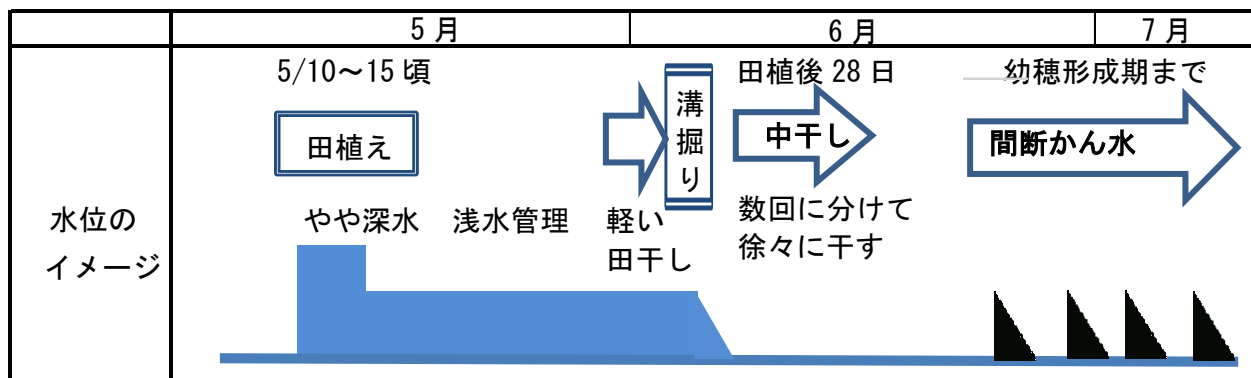 5月
6月
7月
5/10～15頃
田植後28日
幼穂形成期まで
田植え
溝掘り
中干し
間断かん水
水位の
イメージ
やや深水
浅水管理
軽い
田干し
数回に分けて
徐々に干す